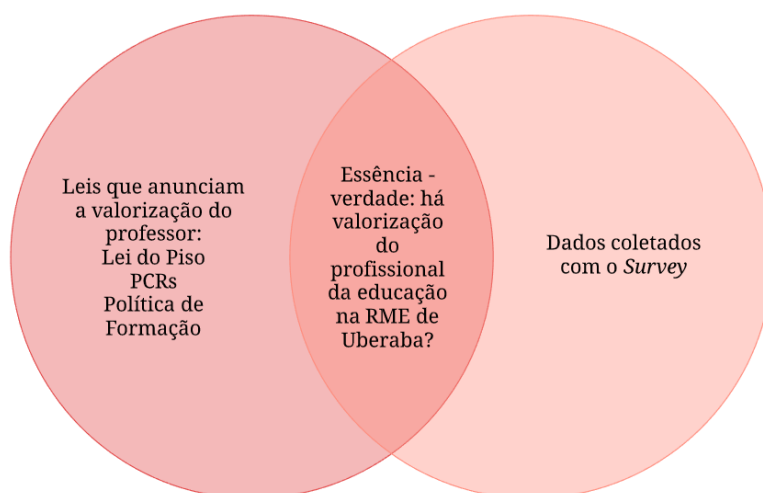 Leis que anunciam
a valorização do
professor:
Lei do Piso
PCRs
Política de
Formação
Essência -
verdade: há
valorização
do
profissional
da educação
na RME de
Uberaba?
Dados coletados
com o Survey